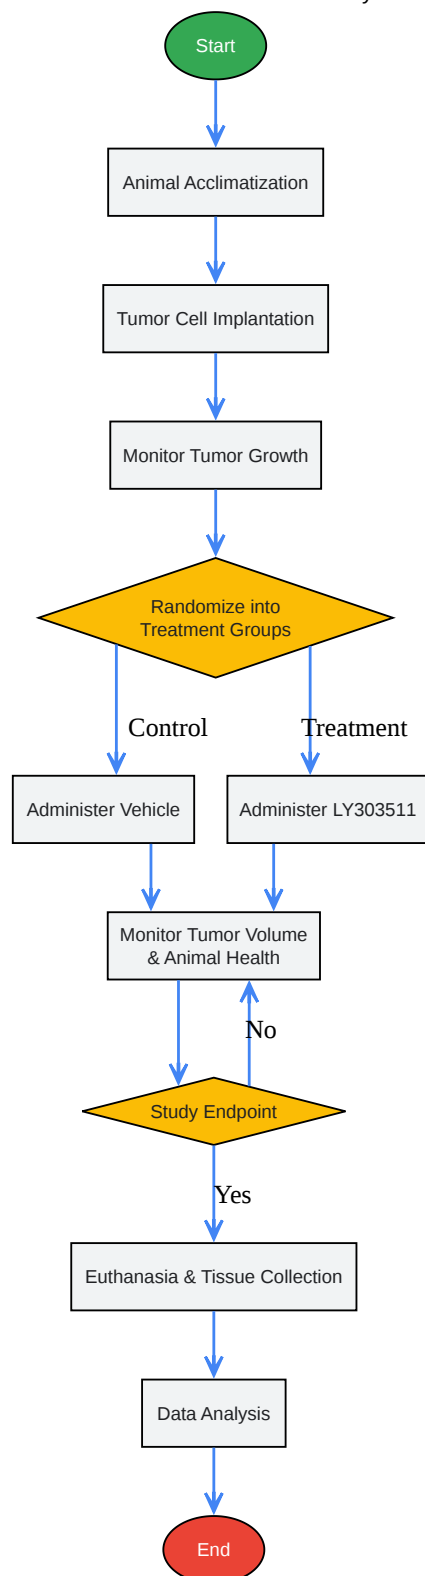 Start
Animal Acclimatization
Tumor Cell Implantation
Monitor Tumor Growth
Randomize into
Treatment Groups
Control
Treatment
Administer Vehicle
Administer LY303511
Monitor Tumor Volume
& Animal Health
No
Study Endpoint
Yes
Euthanasia & Tissue Collection
Data Analysis
End